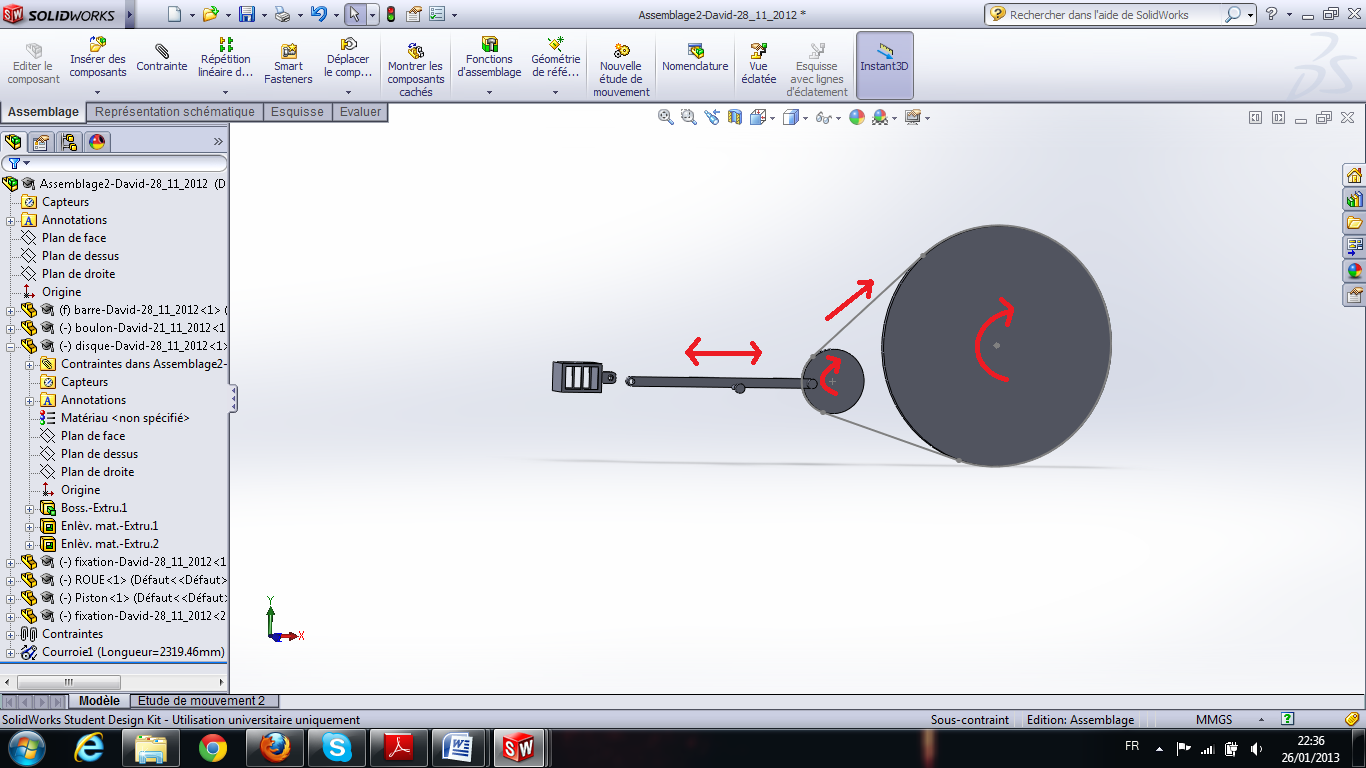 SOLIDWORKS
Assemblage2-David-28_11_2012 *
Rechercher dans l'aide de SolidWorks
Editer le composant
Insérer des composants
Contrainte
Répétition linéaire d...
Smart Fasteners
Déplacer le comp...
Montrer les composants cachés
Fonctions d'assemblage
Géométrie de réfé...
Nouvelle étude de mouvement
Nomenclature
Vue éclatée
Esquisse avec lignes d'éclatement
Instant3D
Assemblage
Représentation schématique
Esquisse
Evaluer
Assemblage2-David-28_11_2012 (D
Capteurs
Annotations
Plan de face
Plan de dessus
Plan de droite
Origine
(f) barre-David-28_11_2012<1> (
(-) boulon-David-21_11_2012<1
(-) disque-David-28_11_2012<1>
Contraintes dans Assemblage2-
Capteurs
Annotations
Matériau <non spécifié>
Plan de face
Plan de dessus
Plan de droite
Origine
Boss.-Extru.1
Enlèv. mat.-Extru.1
Enlèv. mat.-Extru.2
(-) fixation-David-28_11_2012<1
(-) ROUE<1> (Défaut<<Défaut>
(-) Piston<1> (Défaut<<Défaut>
(-) fixation-David-28_11_2012<2
Contraintes
Courroie1 (Longueur=2319.46mm)
Y
X
Modèle
Etude de mouvement 2
SolidWorks Student Design Kit - Utilisation universitaire uniquement
Sous-contraint
Edition: Assemblage
MMGS
FR
22:36
26/01/2013